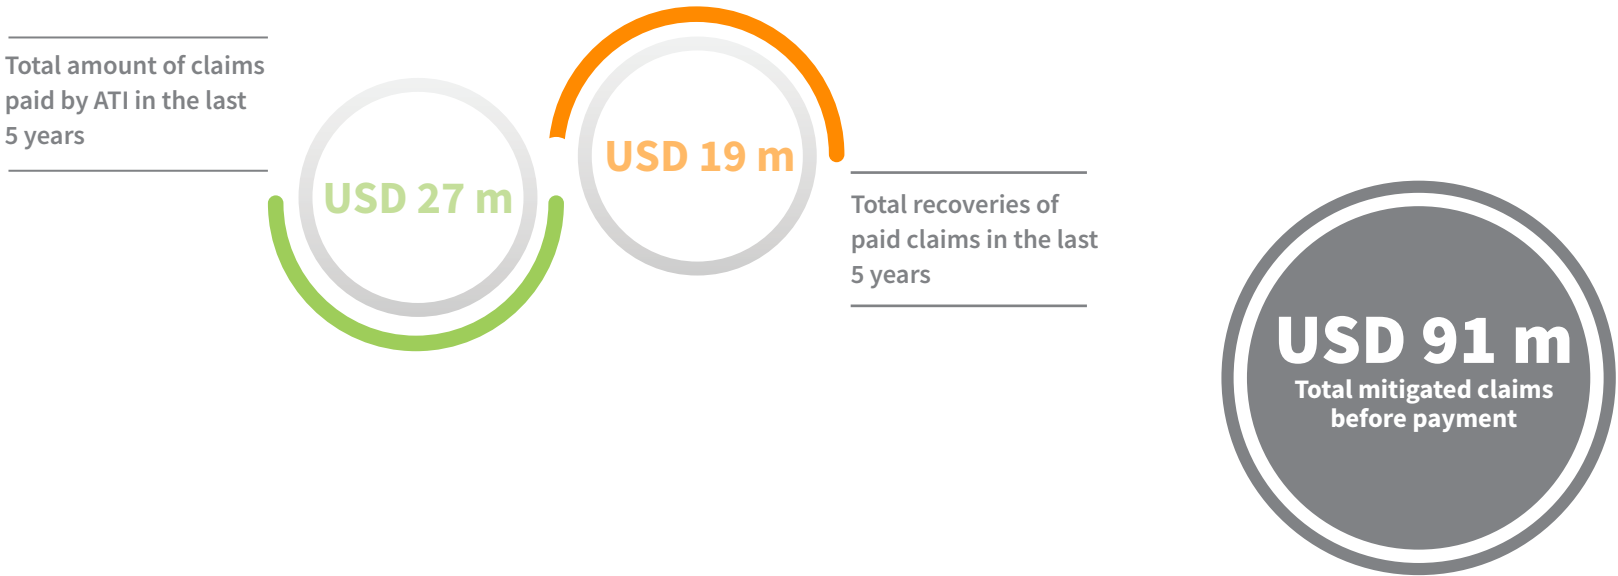 Total amount of claims
paid by ATI in the last
5 years
USD 27 m
USD 19 m
Total recoveries of
paid claims in the last
5 years
USD 91 m
Total mitigated claims
before payment